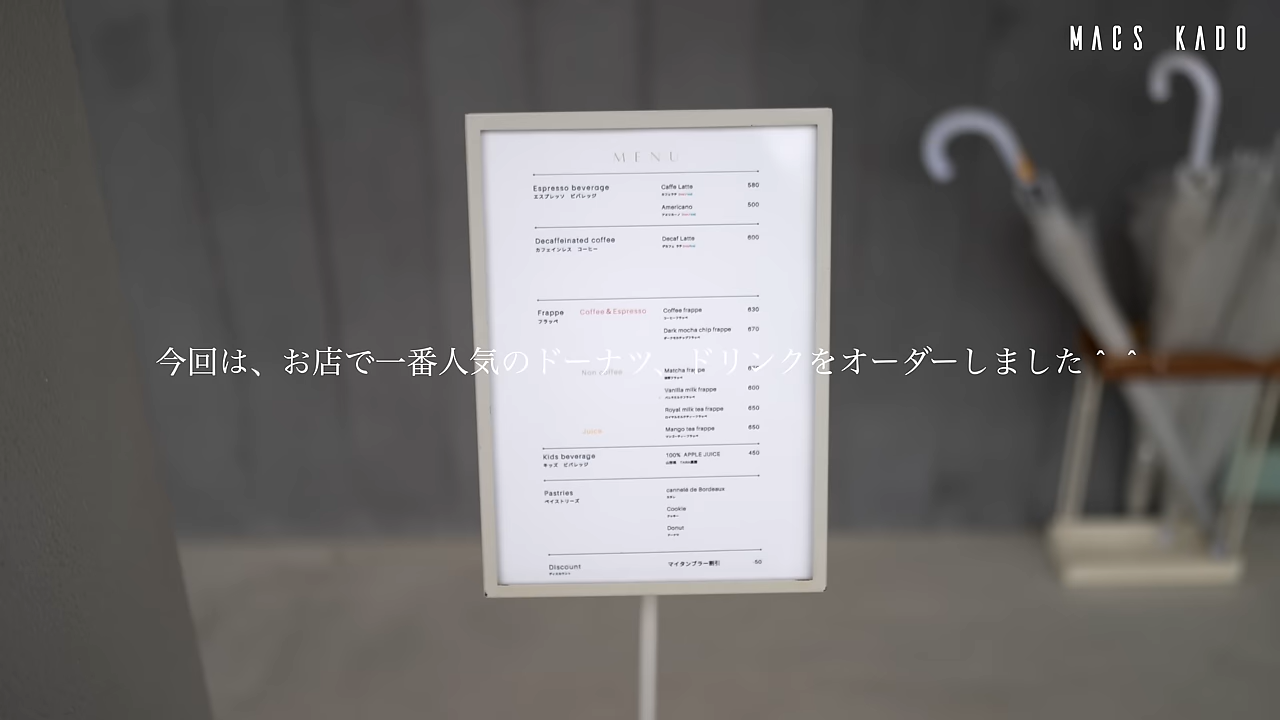 MACS KADO
MENU
Espresso beverage
エスプレッソ ビバレッジ
Caffe Latte 580
Americano 500
Decaffeinated coffee
カフェインレス コーヒー
Decaf Latte 600
Frappe
フラッペ
Coffee & Espresso
Coffee frappe 630
Dark mocha chip frappe 670
今回は、お店で一番人気のドーナツ、ドリンクをオーダーしました^ ^
Non coffee
Matcha frappe
Vanilla milk frappe 600
Royal milk tea frappe 650
Juice
Mango tea frappe 650
Kids beverage
キッズ ビバレッジ
100% APPLE JUICE 450
Pastries
ペイストリーズ
cannelé de Bordeaux
Cookie
Donut
Discount
マイタンブラー割引 -50